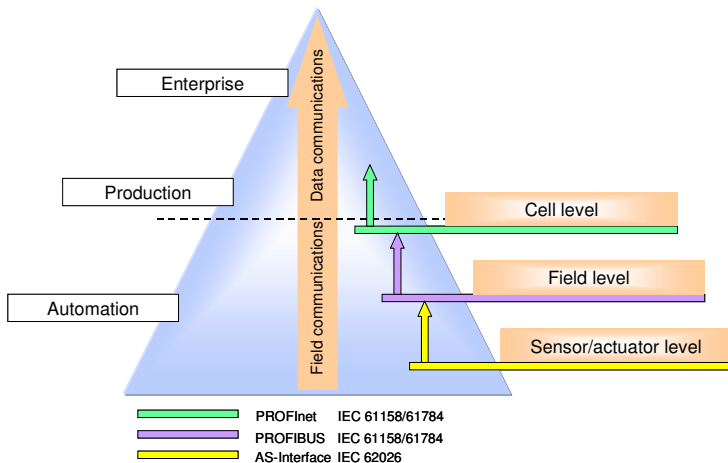 Enterprise
Data communications
Production
Cell level
Field level
Automation
Field communications
Sensor/actuator level
PROFInet IEC 61158/61784
PROFIBUS IEC 61158/61784
AS-Interface IEC 62026